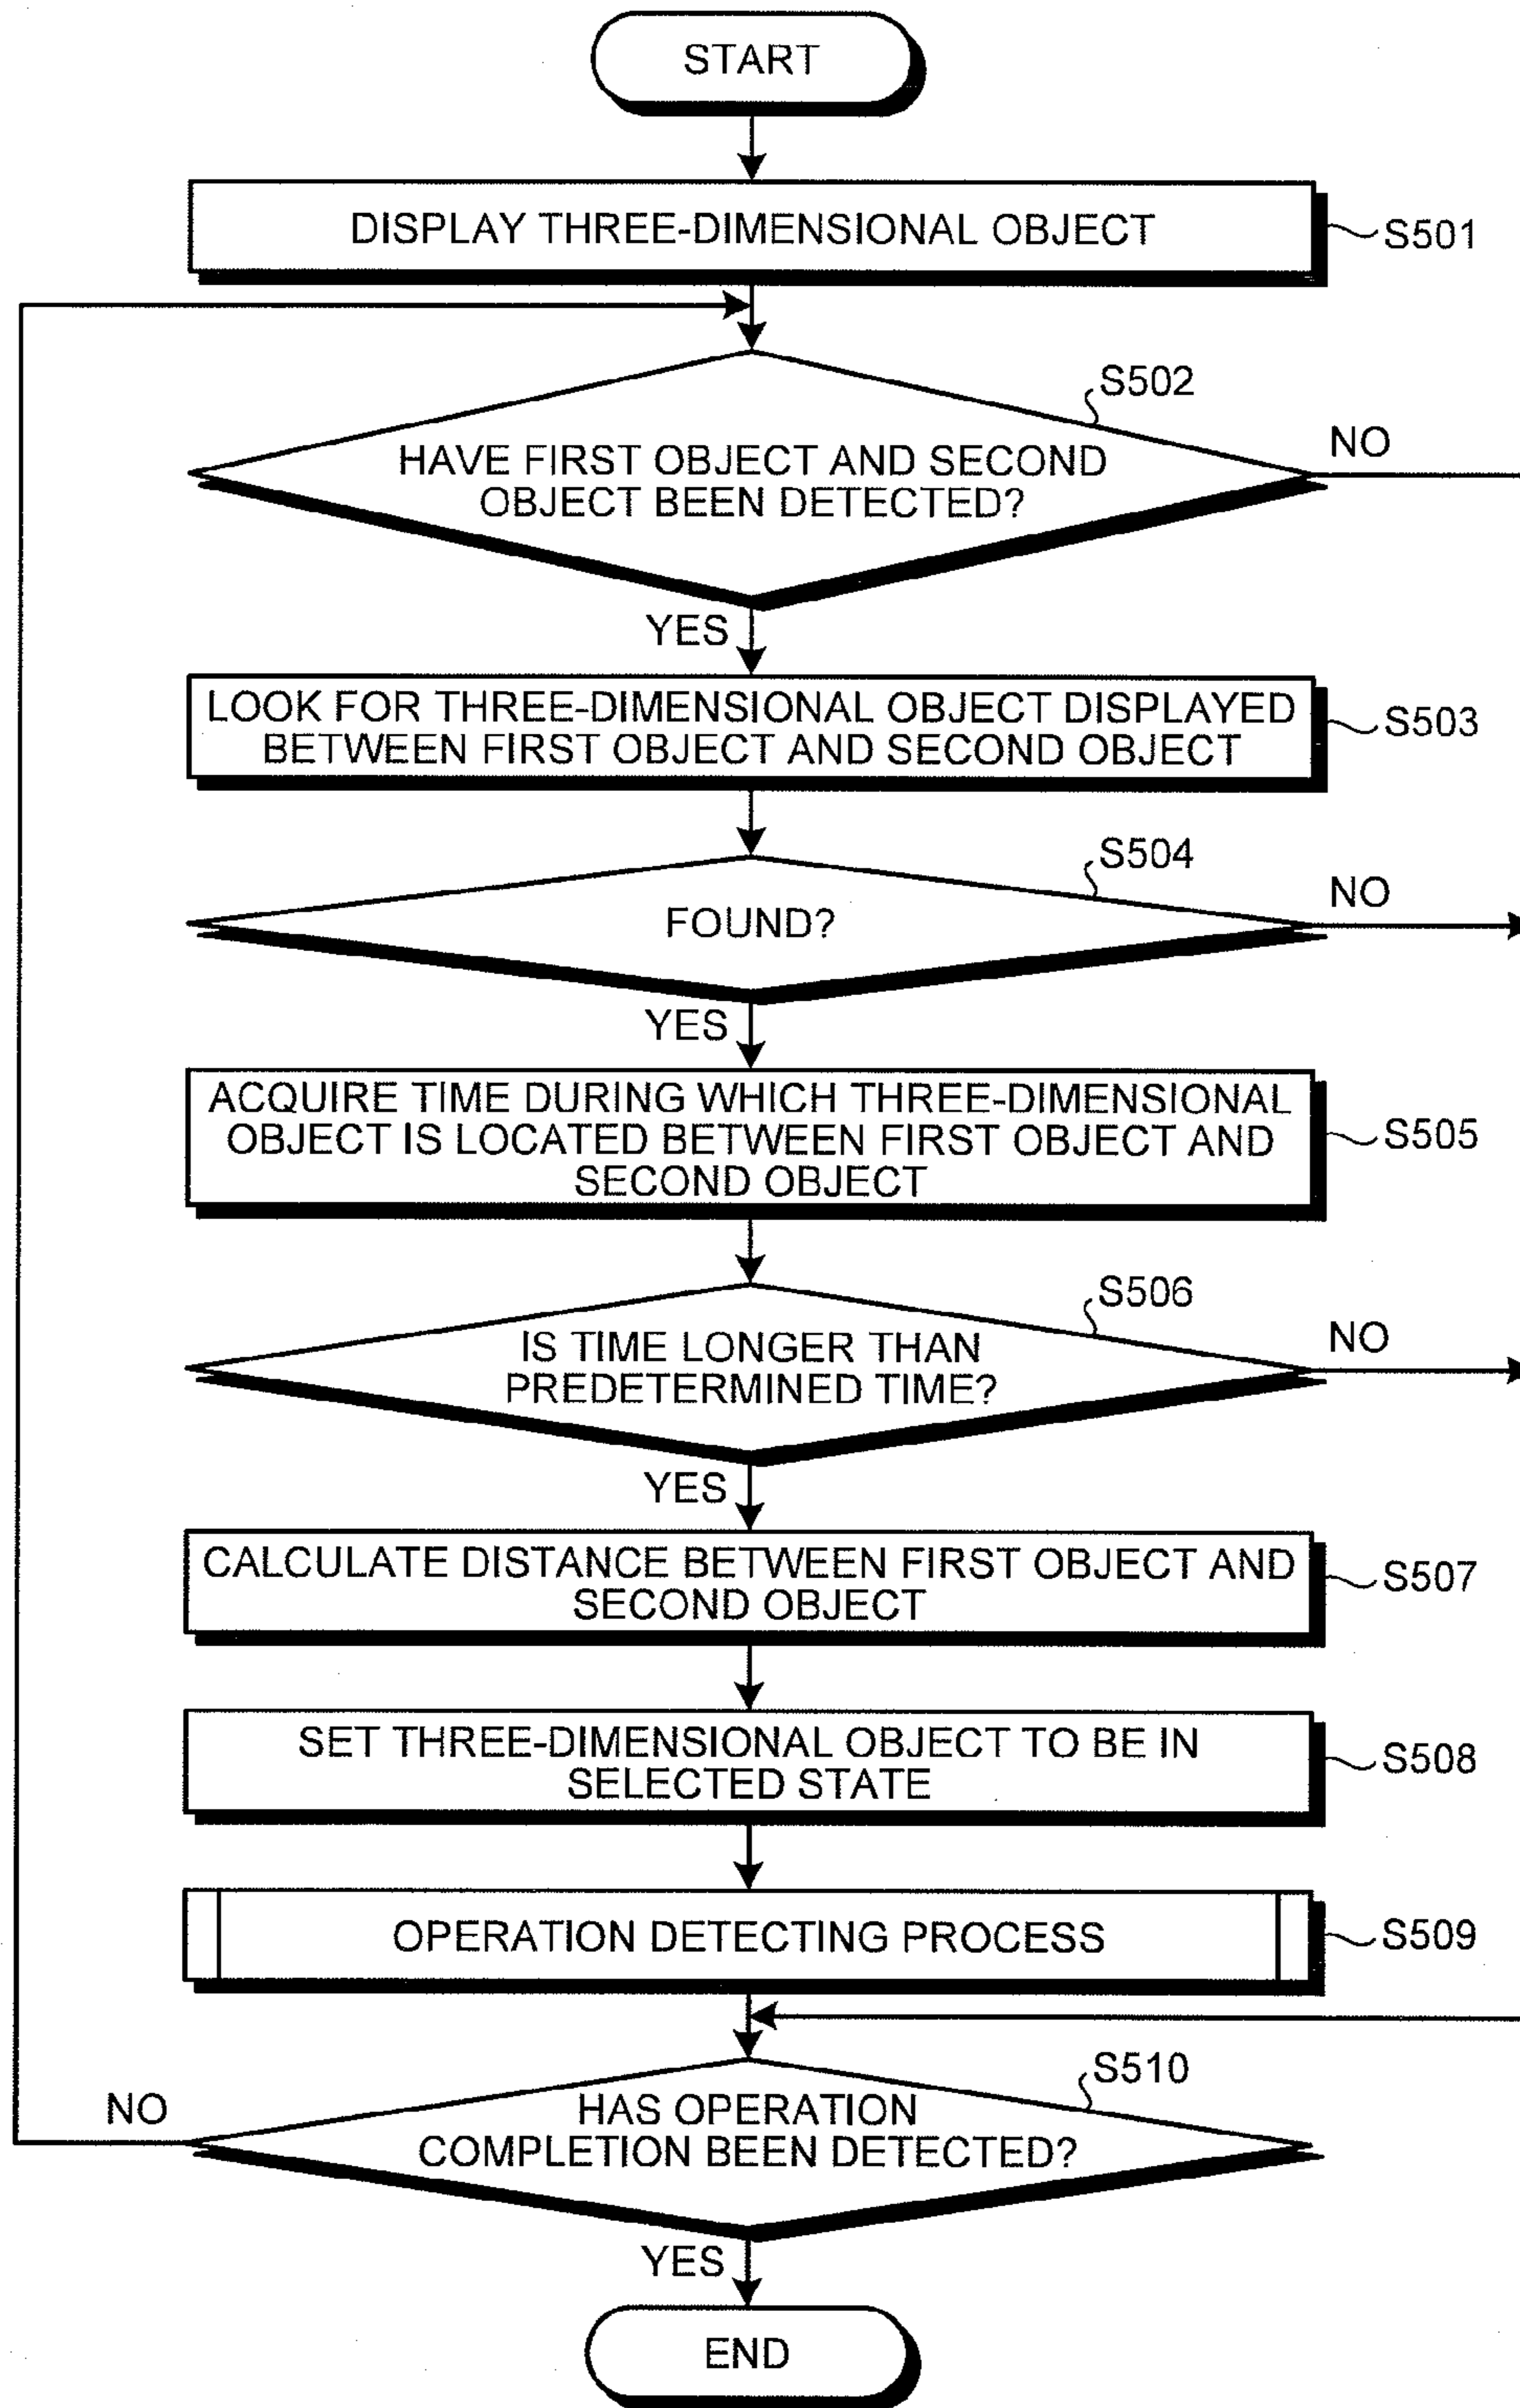 START
DISPLAY THREE-DIMENSIONAL OBJECT
S501
S502
HAVE FIRST OBJECT AND SECOND
OBJECT BEEN DETECTED?
NO
YES
LOOK FOR THREE-DIMENSIONAL OBJECT DISPLAYED
BETWEEN FIRST OBJECT AND SECOND OBJECT
S503
S504
FOUND?
NO
YES
ACQUIRE TIME DURING WHICH THREE-DIMENSIONAL
OBJECT IS LOCATED BETWEEN FIRST OBJECT AND
SECOND OBJECT
S505
S506
IS TIME LONGER THAN
PREDETERMINED TIME?
NO
YES
CALCULATE DISTANCE BETWEEN FIRST OBJECT AND
SECOND OBJECT
S507
SET THREE-DIMENSIONAL OBJECT TO BE IN
SELECTED STATE
S508
OPERATION DETECTING PROCESS
S509
S510
HAS OPERATION
COMPLETION BEEN DETECTED?
NO
YES
END